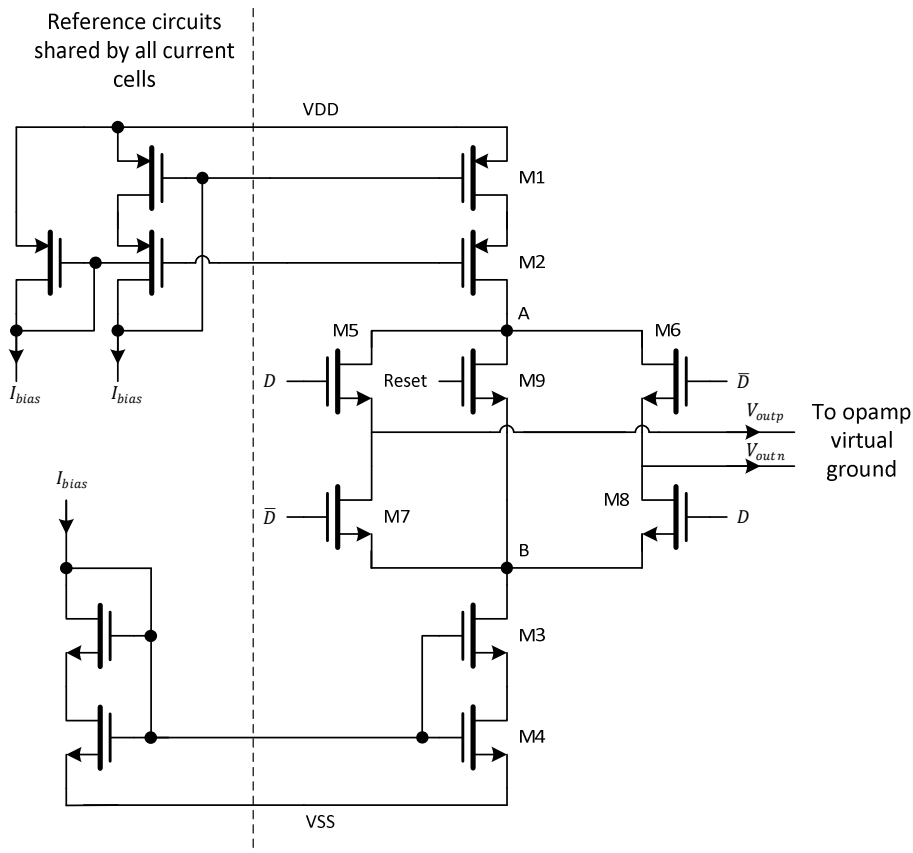 Reference circuits
shared by all current
cells
VDD
M1
M2
A
M5
M6
D
Reset
M9
D̅
I_bias
I_bias
V_outp
V_outn
To opamp
virtual
ground
I_bias
D̅
M7
M8
D
B
M3
M4
VSS